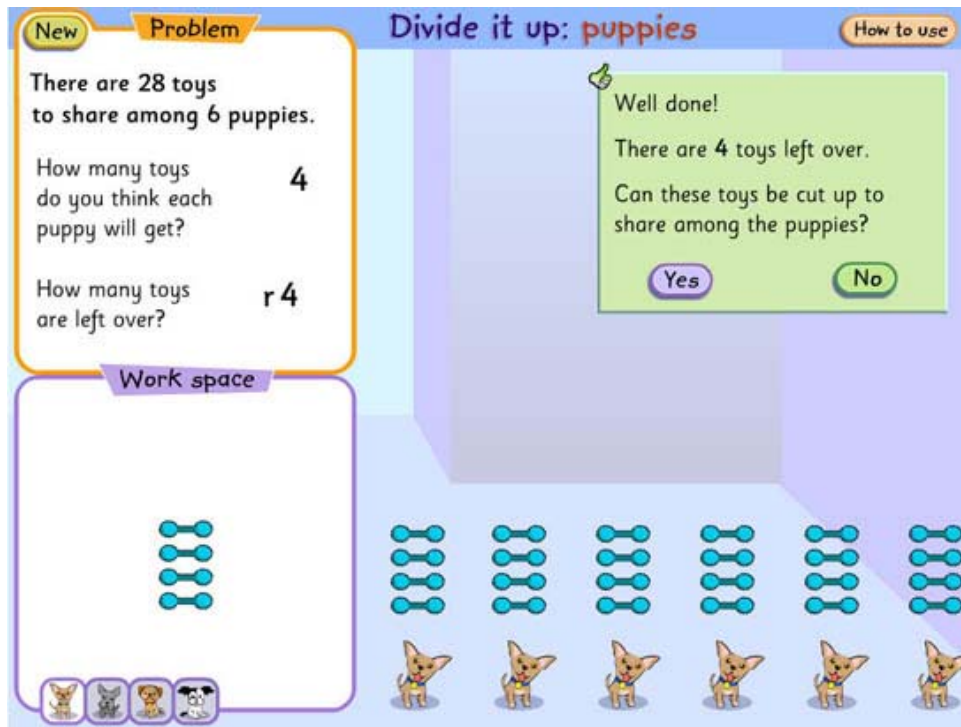 New
Problem
Divide it up: puppies
How to use
There are 28 toys
to share among 6 puppies.
How many toys
do you think each
puppy will get?
4
How many toys
are left over?
r 4
Well done!
There are 4 toys left over.
Can these toys be cut up to
share among the puppies?
Yes
No
Work space